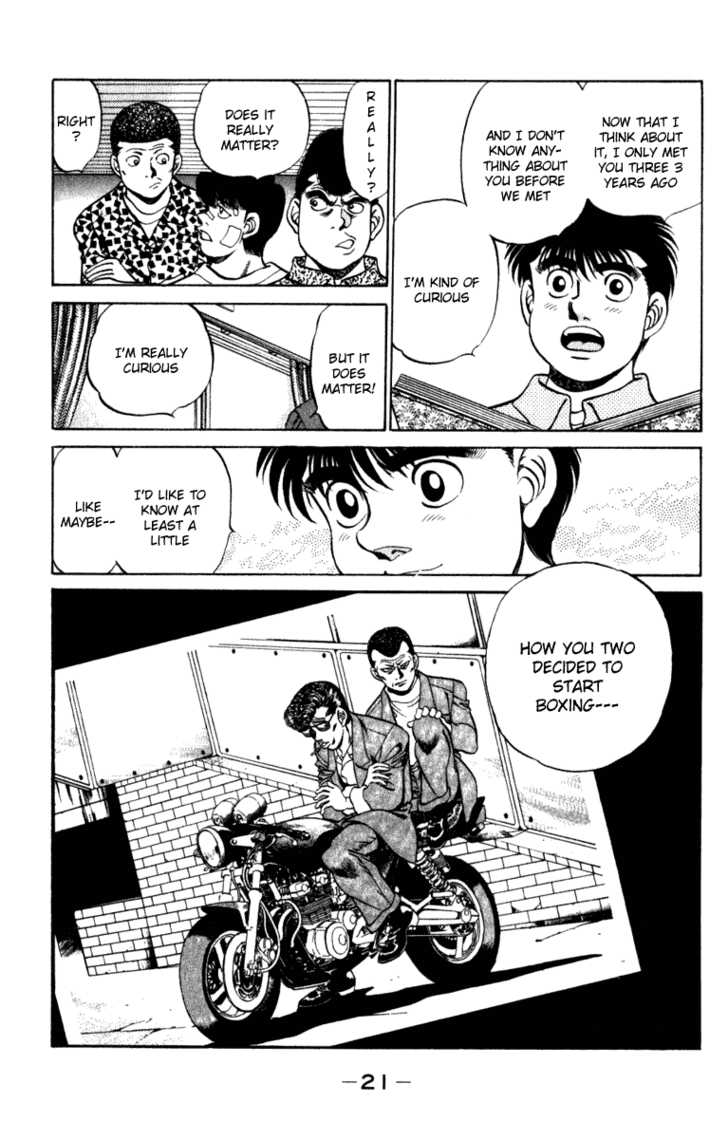 NOW THAT I
THINK ABOUT
IT, I ONLY MET
YOU THREE 3
YEARS AGO
AND I DON'T
KNOW ANY-
THING ABOUT
YOU BEFORE
WE MET
I'M KIND OF
CURIOUS
R
E
A
L
L
Y
?
DOES IT
REALLY
MATTER?
RIGHT
?
BUT IT
DOES
MATTER!
I'M REALLY
CURIOUS
I'D LIKE TO
KNOW AT
LEAST A
LITTLE
LIKE
MAYBE--
HOW YOU TWO
DECIDED TO
START
BOXING---
-21-